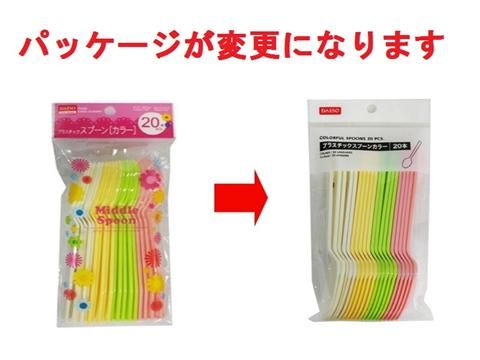 パッケージが変更になります
DAISO
20
プラスチックスプーン[カラー]
Middle
Spoon
DAISO
COLORFUL SPOONS 20 PCS.
プラスチックスプーンカラー 20本